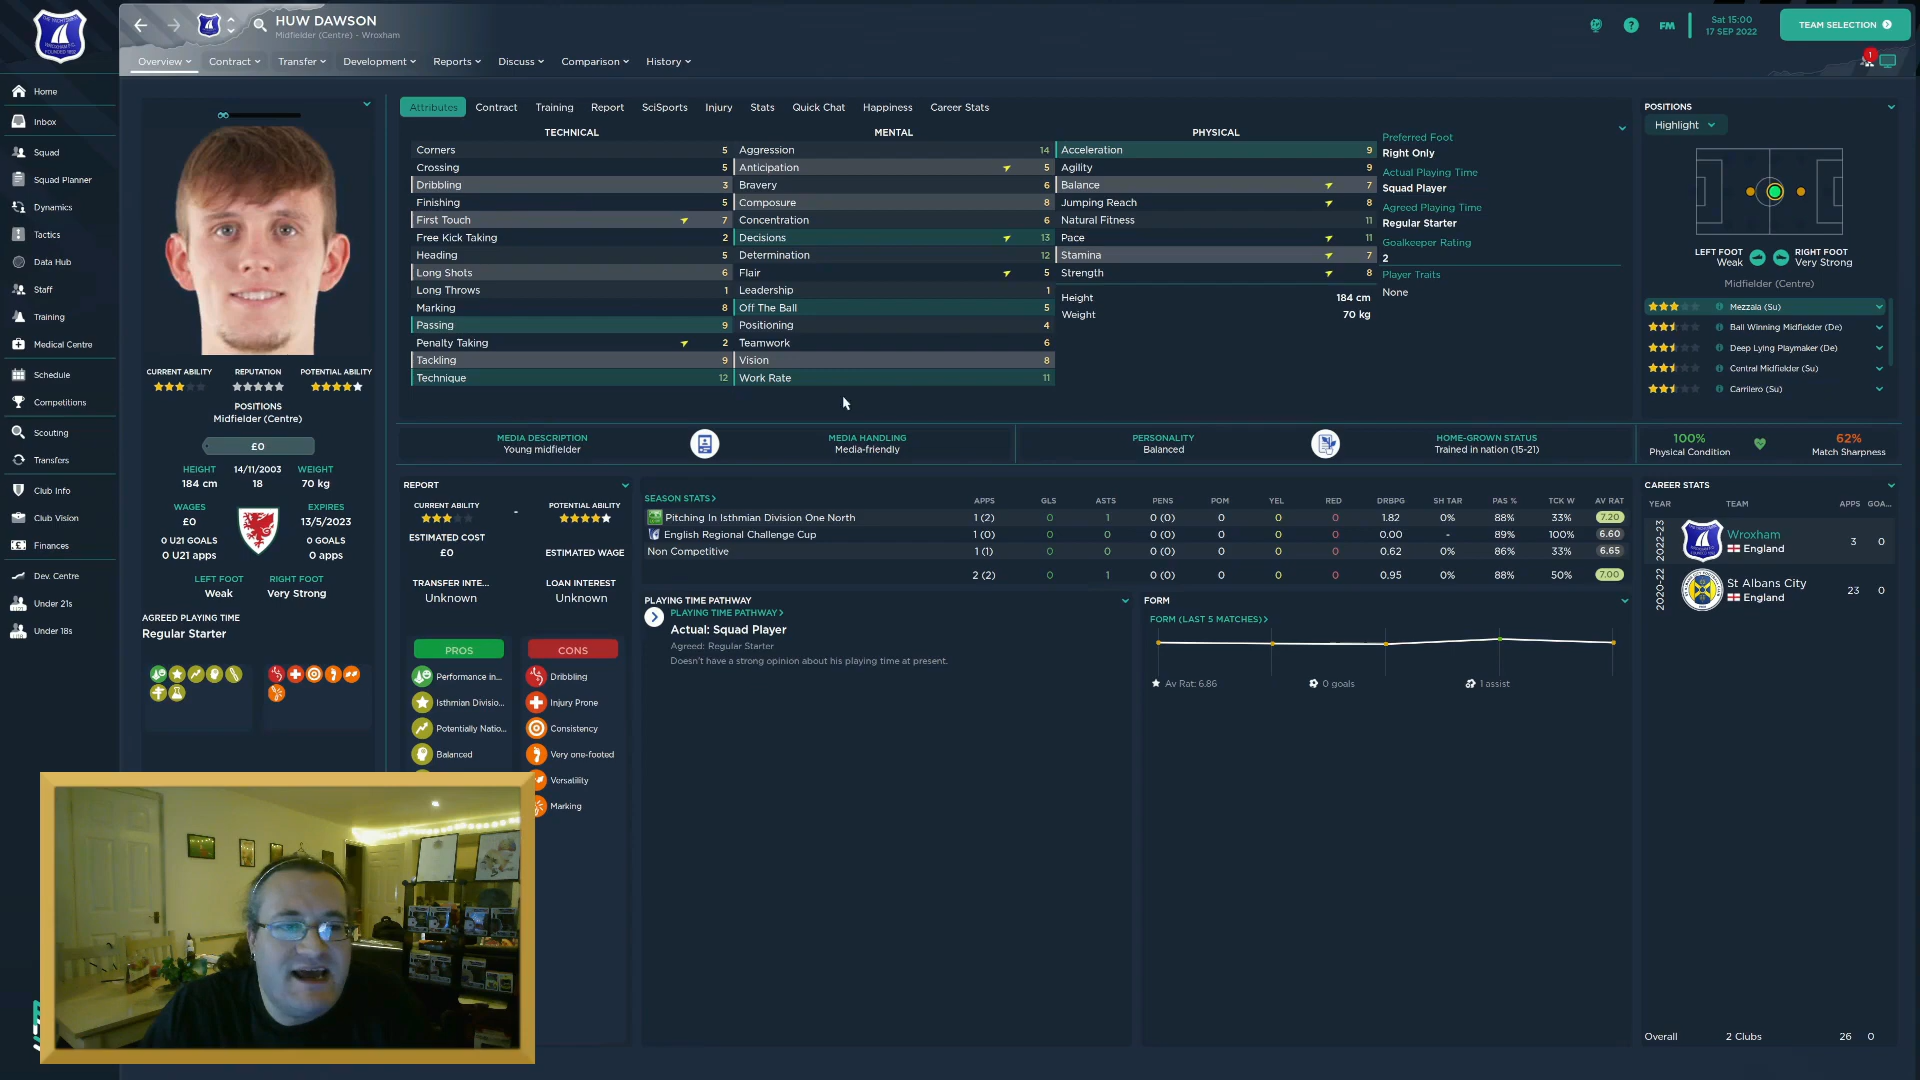 HUW DAWSON
Midfielder (Centre) - Wroxham
FM
Sat 15:00
17 SEP 2022
TEAM SELECTION
Overview
Contract
Transfer
Development
Reports
Discuss
Comparison
History
1
Home
Inbox
Squad
Squad Planner
Dynamics
Tactics
Data Hub
Staff
Training
Medical Centre
Schedule
Competitions
Scouting
Transfers
Club Info
Club Vision
Finances
Dev. Centre
Under 21s
Under 18s
CURRENT ABILITY
REPUTATION
POTENTIAL ABILITY
POSITIONS
Midfielder (Centre)
£0
HEIGHT 14/11/2003 WEIGHT
184 cm 18 70 kg
WAGES EXPIRES
£0 13/5/2023
0 U21 GOALS 0 GOALS
0 U21 apps 0 apps
LEFT FOOT RIGHT FOOT
Weak Very Strong
AGREED PLAYING TIME
Regular Starter
Attributes Contract Training Report SciSports Injury Stats Quick Chat Happiness Career Stats
TECHNICAL MENTAL PHYSICAL
Corners 5 Aggression 14 Acceleration 9
Crossing 5 Anticipation 5 Agility 9
Dribbling 3 Bravery 6 Balance 7
Finishing 5 Composure 8 Jumping Reach 8
First Touch 7 Concentration 6 Natural Fitness 11
Free Kick Taking 2 Decisions 13 Pace 11
Heading 5 Determination 12 Stamina 7
Long Shots 6 Flair 5 Strength 8
Long Throws 1 Leadership 1 Height 184 cm
Marking 8 Off The Ball 5 Weight 70 kg
Passing 9 Positioning 4
Penalty Taking 2 Teamwork 6
Tackling 9 Vision 8
Technique 12 Work Rate 11
Preferred Foot
Right Only
Actual Playing Time
Squad Player
Agreed Playing Time
Regular Starter
Goalkeeper Rating
2
Player Traits
None
POSITIONS
Highlight
LEFT FOOT RIGHT FOOT
Weak Very Strong
Midfielder (Centre)
Mezzala (Su)
Ball Winning Midfielder (De)
Deep Lying Playmaker (De)
Central Midfielder (Su)
Carrilero (Su)
MEDIA DESCRIPTION
Young midfielder
MEDIA HANDLING
Media-friendly
PERSONALITY
Balanced
HOME-GROWN STATUS
Trained in nation (15-21)
100%
Physical Condition
62%
Match Sharpness
REPORT
CURRENT ABILITY - POTENTIAL ABILITY
ESTIMATED COST
£0
ESTIMATED WAGE
TRANSFER INTE... LOAN INTEREST
Unknown Unknown
PROS CONS
Performance in... Dribbling
Isthmian Divisio... Injury Prone
Potentially Natio... Consistency
Balanced Very one-footed
Versatility
Marking
SEASON STATS APPS GLS ASTS PENS POM YEL RED DRBPG SH TAR PAS % TCK W AV RAT
Pitching In Isthmian Division One North 1 (2) 0 1 0 (0) 0 0 0 1.82 0% 88% 33% 7.20
English Regional Challenge Cup 1 (0) 0 0 0 (0) 0 0 0 0.00 - 89% 100% 6.60
Non Competitive 1 (1) 0 0 0 (0) 0 0 0 0.62 0% 86% 33% 6.65
2 (2) 0 1 0 (0) 0 0 0 0.95 0% 88% 50% 7.00
PLAYING TIME PATHWAY
PLAYING TIME PATHWAY
Actual: Squad Player
Agreed: Regular Starter
Doesn't have a strong opinion about his playing time at present.
FORM
FORM (LAST 5 MATCHES)
Av Rat: 6.86 0 goals 1 assist
CAREER STATS
YEAR TEAM APPS GOA...
2022-23 Wroxham 3 0
England
2020-22 St Albans City 23 0
England
Overall 2 Clubs 26 0